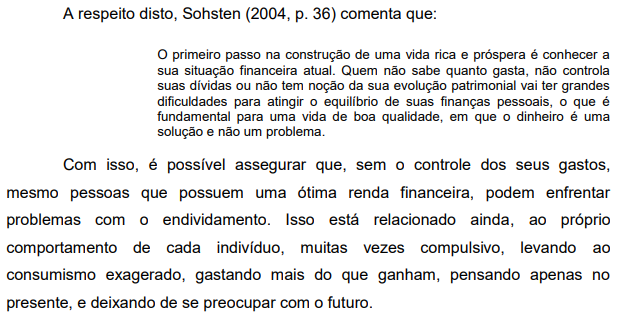 A respeito disto, Sohsten (2004, p. 36) comenta que:
O primeiro passo na construção de uma vida rica e próspera é conhecer a
sua situação financeira atual. Quem não sabe quanto gasta, não controla
suas dívidas ou não tem noção da sua evolução patrimonial vai ter grandes
dificuldades para atingir o equilíbrio de suas finanças pessoais, o que é
fundamental para uma vida de boa qualidade, em que o dinheiro é uma
solução e não um problema.
Com isso, é possível assegurar que, sem o controle dos seus gastos,
mesmo pessoas que possuem uma ótima renda financeira, podem enfrentar
problemas com o endividamento. Isso está relacionado ainda, ao próprio
comportamento de cada indivíduo, muitas vezes compulsivo, levando ao
consumismo exagerado, gastando mais do que ganham, pensando apenas no
presente, e deixando de se preocupar com o futuro.